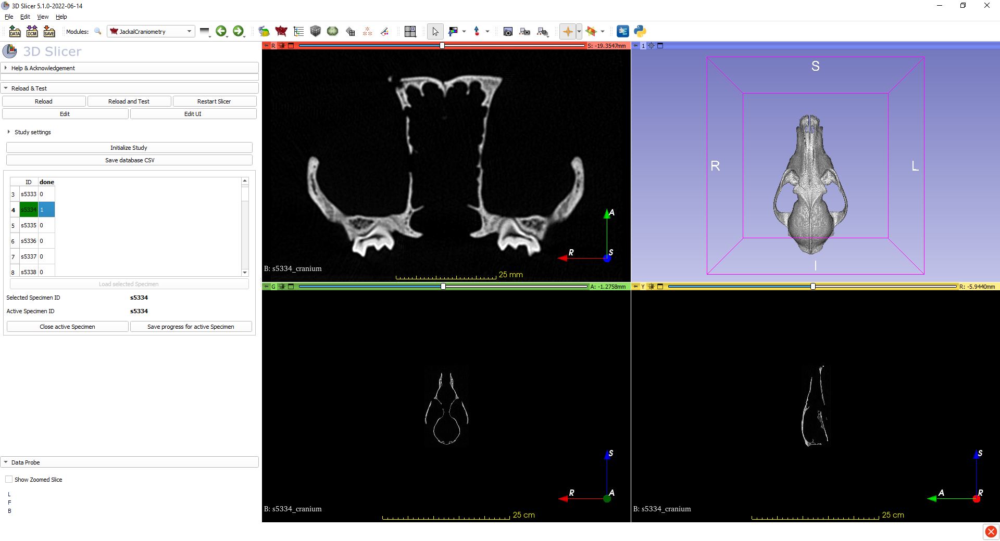 3D Slicer 5.1.0-2022-06-14
File Edit View Help
DATA DCM SAVE Modules: JackalCraniometry
3D Slicer
Help & Acknowledgement
Reload & Test
Reload Reload and Test Restart Slicer
Edit Edit UI
Study settings
Initialize Study
Save database CSV
ID done
3 s5333 0
4 s5334 1
5 s5335 0
6 s5336 0
7 s5337 0
8 s5338 0
Load selected Specimen
Selected Specimen ID s5334
Active Specimen ID s5334
Close active Specimen Save progress for active Specimen
Data Probe
Show Zoomed Slice
L
F
B
R S: -19.3547mm
A
R S
B: s5334_cranium
25 mm
1
S
R L
I
G A: -1.2758mm
S
R A
B: s5334_cranium
25 cm
Y R: -5.9440mm
S
A R
B: s5334_cranium
25 cm